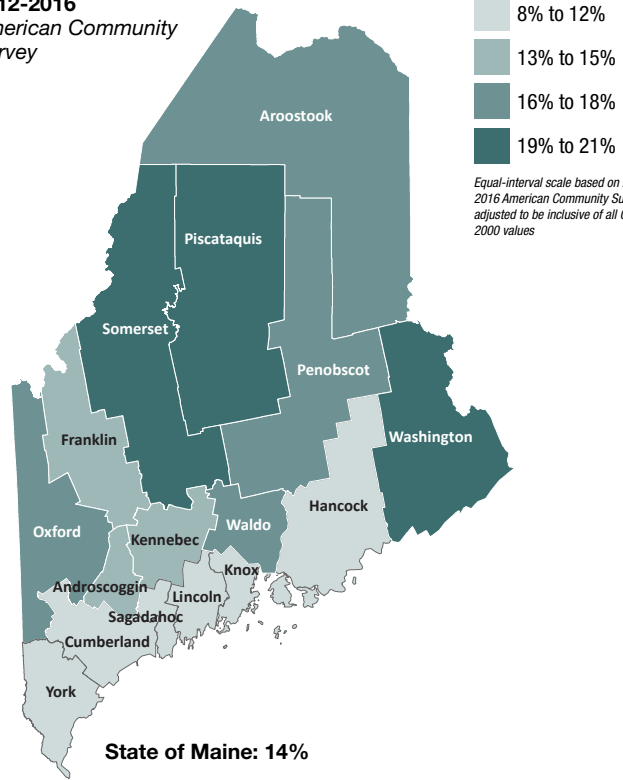 12-2016
merican Community
rvey
8% to 12%
13% to 15%
16% to 18%
19% to 21%
Equal-interval scale based on
2016 American Community Su
adjusted to be inclusive of all
2000 values
Aroostook
Piscataquis
Somerset
Penobscot
Washington
Franklin
Hancock
Oxford
Waldo
Kennebec
Knox
Androscoggin
Lincoln
Sagadahoc
Cumberland
York
State of Maine: 14%